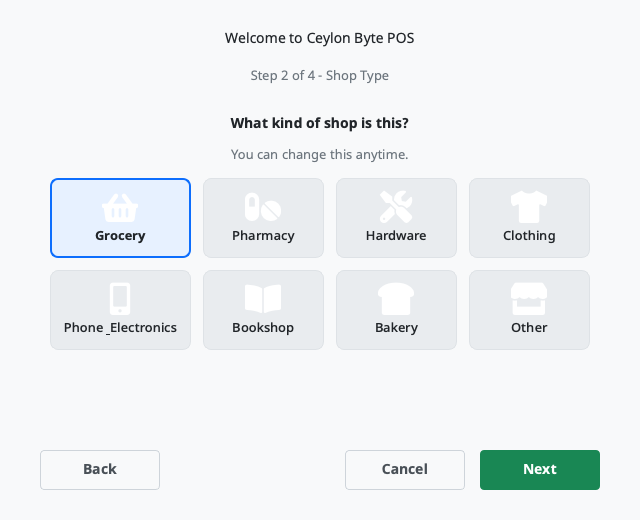 Welcome to Ceylon Byte POS
Step 2 of 4 - Shop Type
What kind of shop is this?
You can change this anytime.
Grocery
Pharmacy
Hardware
Clothing
Phone_Electronics
Bookshop
Bakery
Other
Back
Cancel
Next